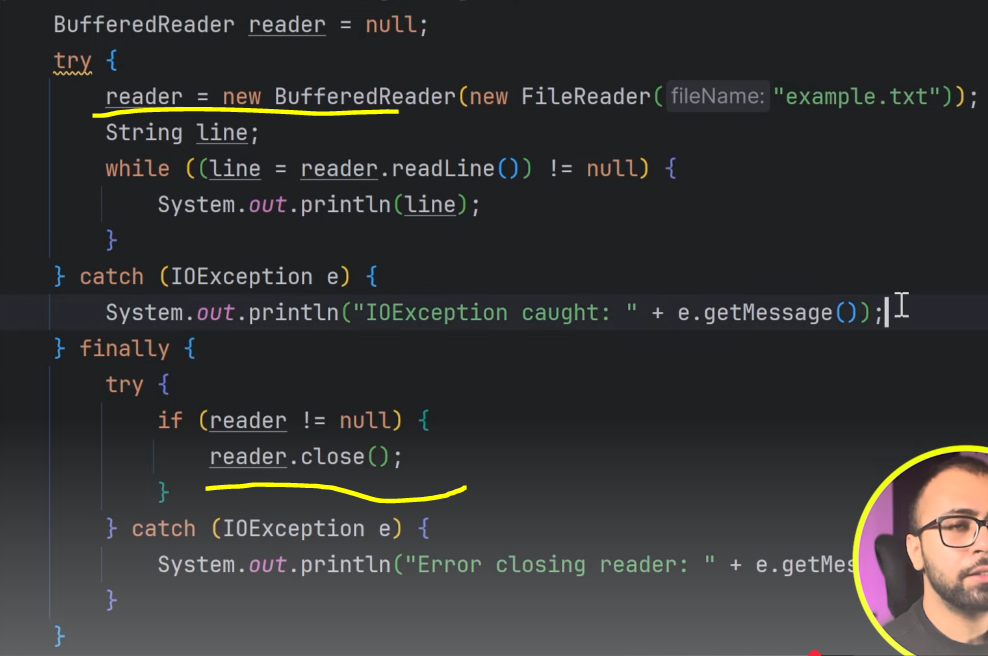 BufferedReader reader = null;
try {
reader = new BufferedReader(new FileReader( fileName: "example.txt"));
String line;
while ((line = reader.readLine()) != null) {
System.out.println(line);
}
} catch (IOException e) {
System.out.println("IOException caught: " + e.getMessage());
} finally {
try {
if (reader != null) {
reader.close();
}
} catch (IOException e) {
System.out.println("Error closing reader: " + e.getMes
}
}